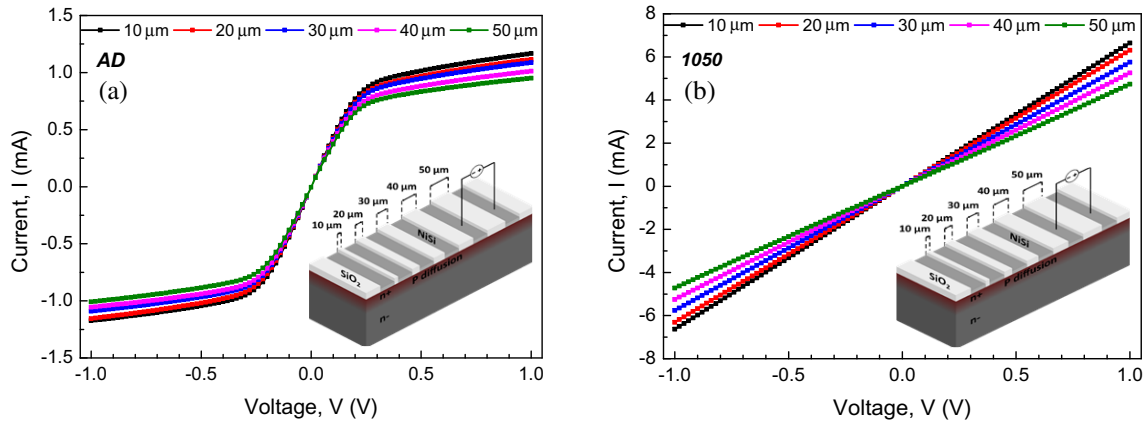 10 μm 20 μm 30 μm 40 μm 50 μm
AD
(a)
Current, I (mA)
1.5
1.0
0.5
0.0
-0.5
-1.0
-1.5
-1.0 -0.5 0.0 0.5 1.0
Voltage, V (V)
10 μm
20 μm
30 μm
40 μm
50 μm
NiSi
SiO2
P diffusion
n+
n-
10 μm 20 μm 30 μm 40 μm 50 μm
1050
(b)
Current, I (mA)
8
6
4
2
0
-2
-4
-6
-8
-1.0 -0.5 0.0 0.5 1.0
Voltage, V (V)
10 μm
20 μm
30 μm
40 μm
50 μm
NiSi
SiO2
P diffusion
n+
n-